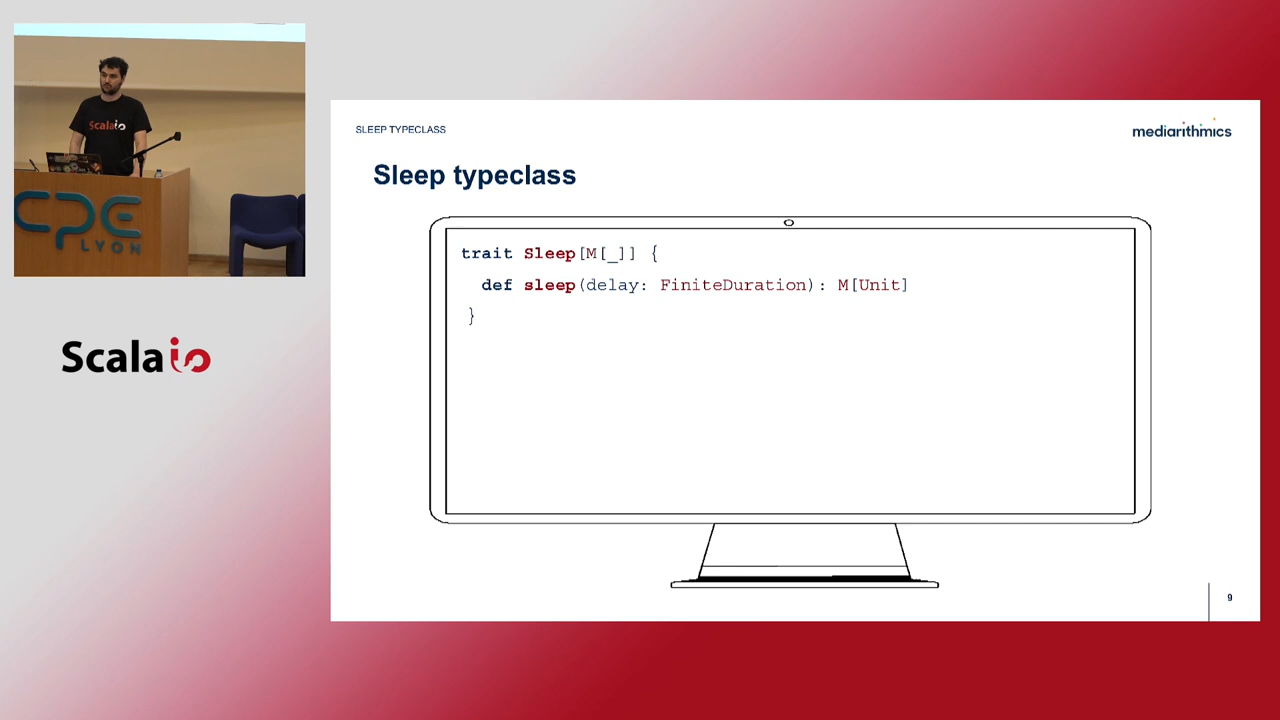 Scalaio
CPE
LYON
Scalaio
SLEEP TYPECLASS
mediarithmics
Sleep typeclass
trait Sleep[M[_]] {
def sleep(delay: FiniteDuration): M[Unit]
}
9